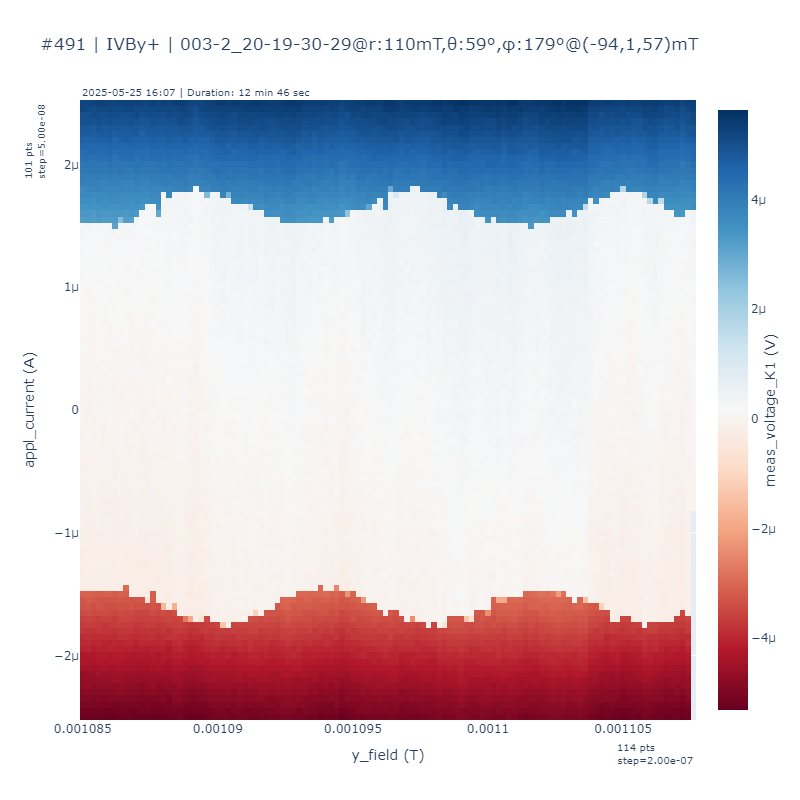 #491 | IVBy+ | 003-2_20-19-30-29@r:110mT,θ:59°,φ:179°@(-94,1,57)mT
2025-05-25 16:07 | Duration: 12 min 46 sec
101 pts
step=5.00e-08
2μ
1μ
0
−1μ
−2μ
appl_current (A)
4μ
2μ
0
−2μ
−4μ
meas_voltage_K1 (V)
0.001085
0.00109
0.001095
0.0011
0.001105
y_field (T)
114 pts
step=2.00e-07